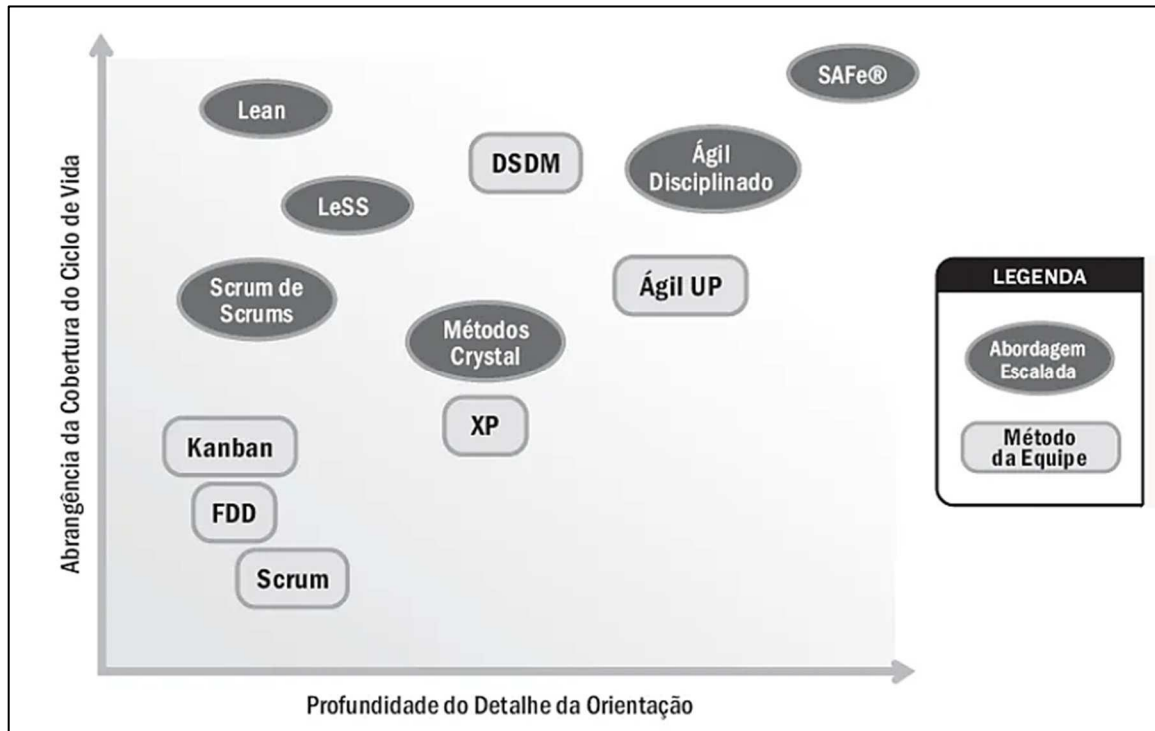 SAFe®
Lean
DSDM
Ágil
Disciplinado
LeSS
Scrum de
Scrums
Ágil UP
Métodos
Crystal
XP
Kanban
FDD
Scrum
Abrangência da Cobertura do Ciclo de Vida
Profundidade do Detalhe da Orientação
LEGENDA
Abordagem
Escalada
Método
da Equipe